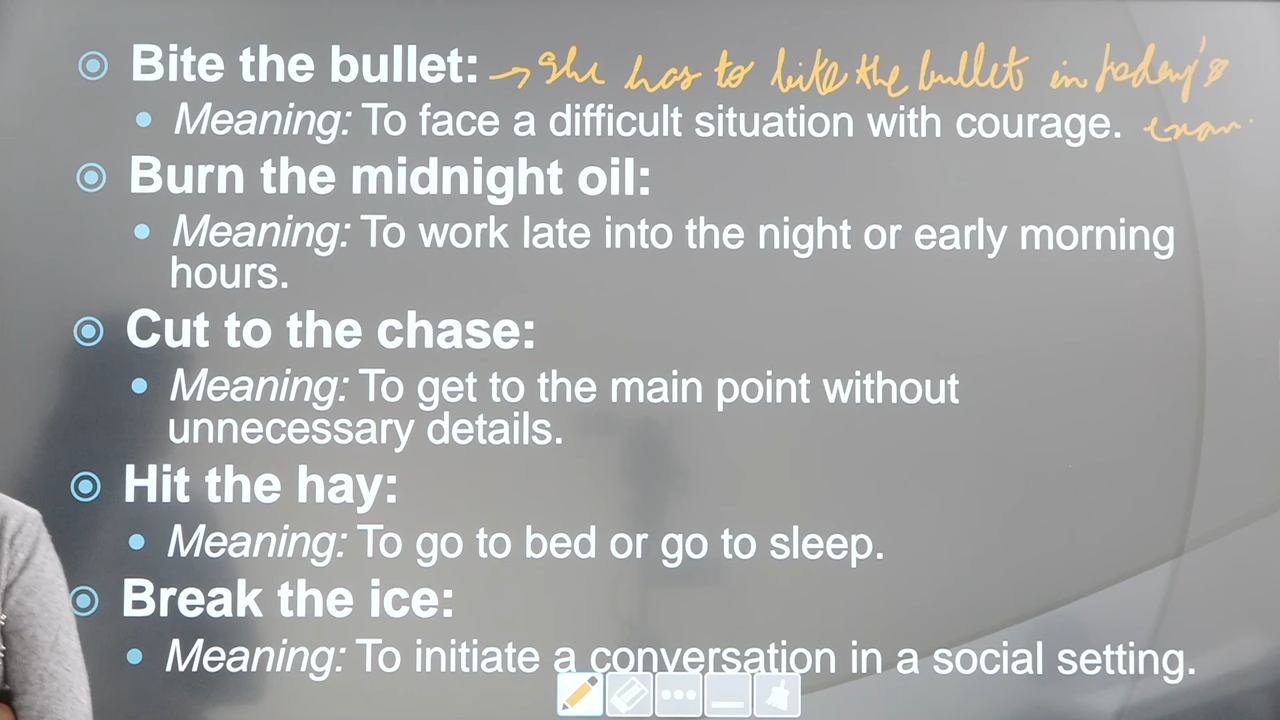 Bite the bullet: → She has to bite the bullet in today's
Meaning: To face a difficult situation with courage. exam.
Burn the midnight oil:
Meaning: To work late into the night or early morning
hours.
Cut to the chase:
Meaning: To get to the main point without
unnecessary details.
Hit the hay:
Meaning: To go to bed or go to sleep.
Break the ice:
Meaning: To initiate a conversation in a social setting.